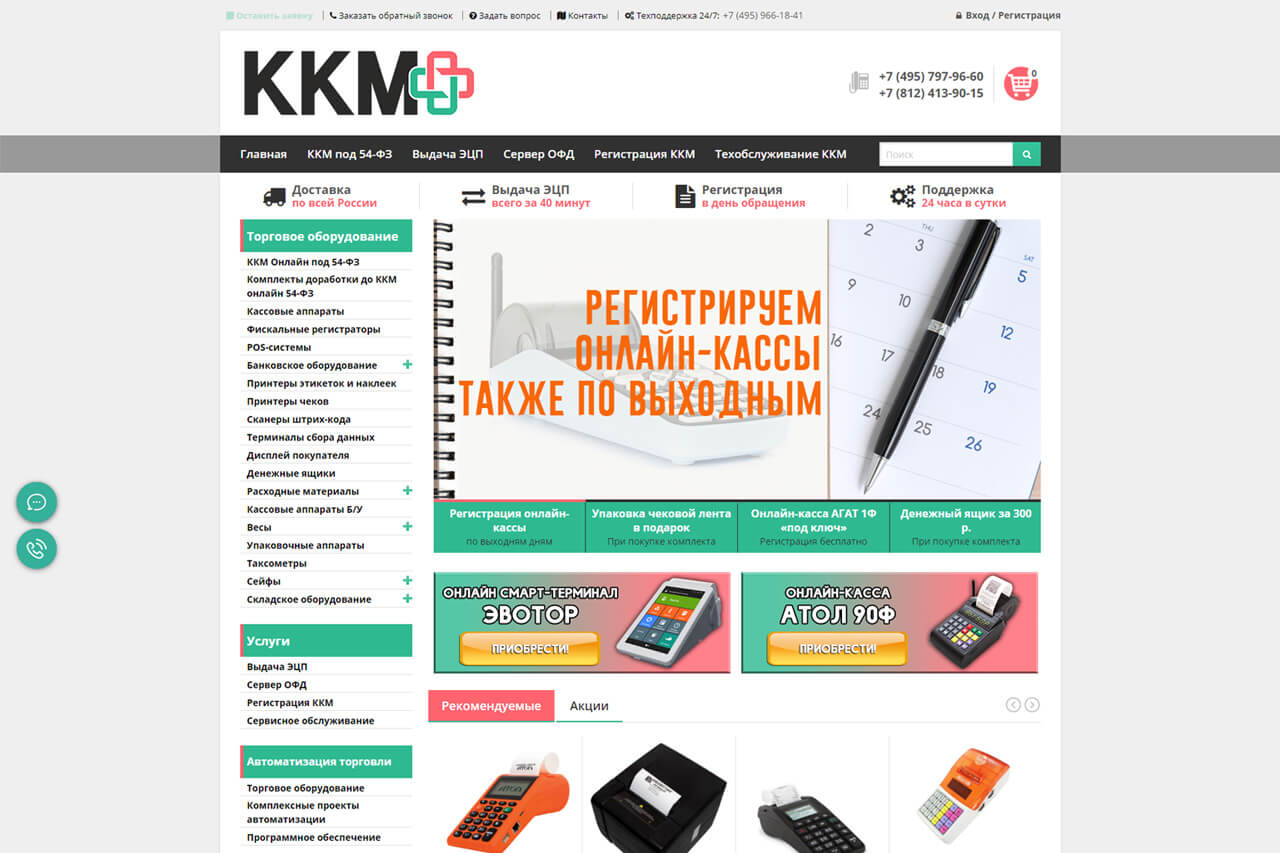 Оставить заявку
Заказать обратный звонок
Задать вопрос
Контакты
Техподдержка 24/7: +7 (495) 966-18-41
Вход / Регистрация
ККМ
+7 (495) 797-96-60
+7 (812) 413-90-15
0
Главная
ККМ под 54-ФЗ
Выдача ЭЦП
Сервер ОФД
Регистрация ККМ
Техобслуживание ККМ
Поиск
Доставка
по всей России
Выдача ЭЦП
всего за 40 минут
Регистрация
в день обращения
Поддержка
24 часа в сутки
Торговое оборудование
ККМ Онлайн под 54-ФЗ
Комплекты доработки до ККМ
онлайн 54-ФЗ
Кассовые аппараты
Фискальные регистраторы
POS-системы
Банковское оборудование
Принтеры этикеток и наклеек
Принтеры чеков
Сканеры штрих-кода
Терминалы сбора данных
Дисплей покупателя
Денежные ящики
Расходные материалы
Кассовые аппараты Б/У
Весы
Упаковочные аппараты
Таксометры
Сейфы
Складское оборудование
Услуги
Выдача ЭЦП
Сервер ОФД
Регистрация ККМ
Сервисное обслуживание
Автоматизация торговли
Торговое оборудование
Комплексные проекты
автоматизации
Программное обеспечение
РЕГИСТРИРУЕМ
ОНЛАЙН-КАССЫ
ТАКЖЕ ПО ВЫХОДНЫМ
THU
SAT
2
3
5
9
10
12
16
17
18
19
24
25
26
Регистрация онлайн-
кассы
по выходням дням
Упаковка чековой лента
в подарок
При покупке комплекта
Онлайн-касса АГАТ 1Ф
«под ключ»
Регистрация бесплатно
Денежный ящик за 300
р.
При покупке комплекта
ОНЛАЙН СМАРТ-ТЕРМИНАЛ
ЭВОТОР
ПРИОБРЕСТИ!
ОНЛАЙН-КАССА
АТОЛ 90Ф
ПРИОБРЕСТИ!
Рекомендуемые
Акции